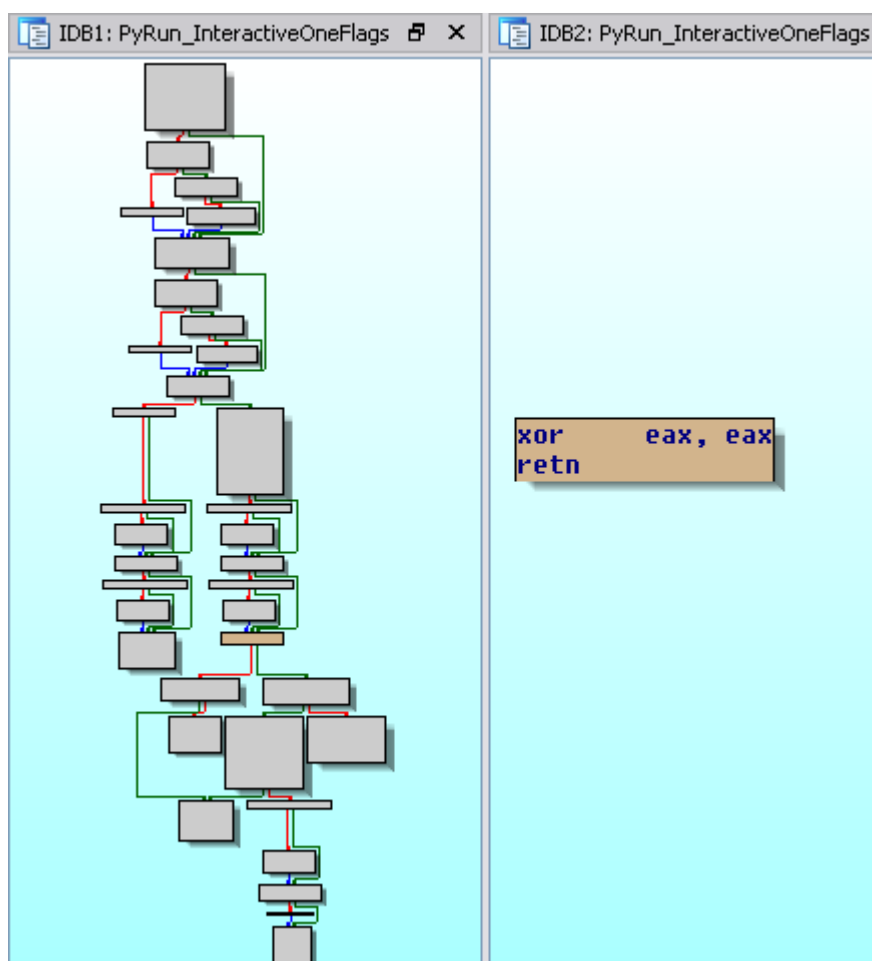 IDB1: PyRun_InteractiveOneFlags
IDB2: PyRun_InteractiveOneFlags
xor eax, eax
retn